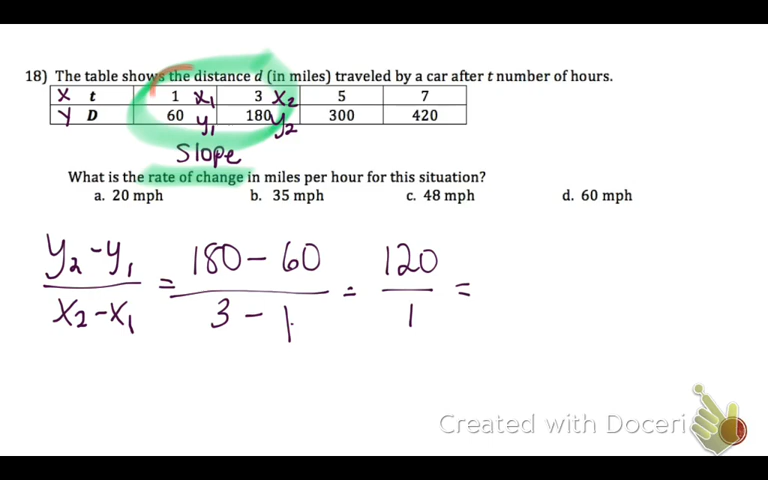 18) The table shows the distance d (in miles) traveled by a car after t number of hours.
X t 1 x₁ 3 x₂ 5 7
Y D 60 y₁ 180 y₂ 300 420
Slope
What is the rate of change in miles per hour for this situation?
a. 20 mph b. 35 mph c. 48 mph d. 60 mph
y₂-y₁ = 180-60 = 120 =
x₂-x₁ 3-1 1
Created with Doceri